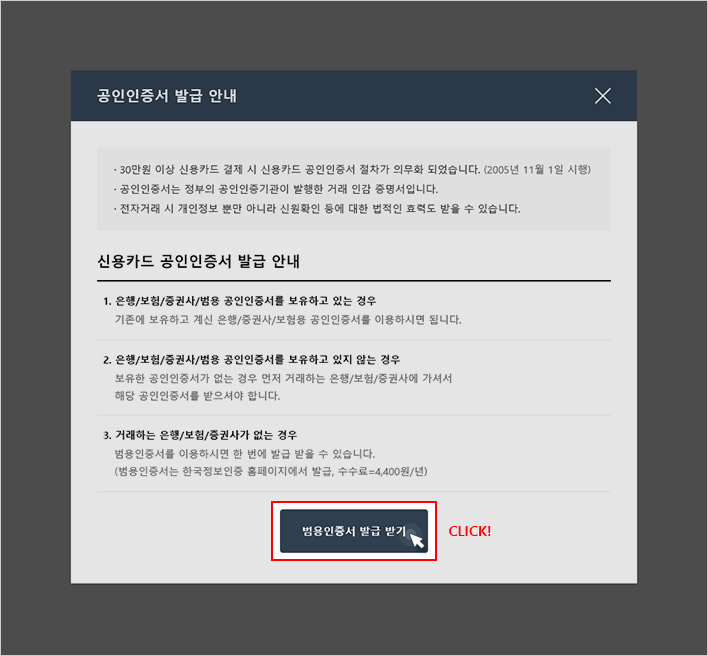 공인인증서 발급 안내
· 30만원 이상 신용카드 결제 시 신용카드 공인인증서 절차가 의무화 되었습니다. (2005년 11월 1일 시행)
· 공인인증서는 정부의 공인인증기관이 발행한 거래 인감 증명서입니다.
· 전자거래 시 개인정보 뿐만 아니라 신원확인 등에 대한 법적인 효력도 받을 수 있습니다.
신용카드 공인인증서 발급 안내
1. 은행/보험/증권사/범용 공인인증서를 보유하고 있는 경우
기존에 보유하고 계신 은행/증권사/보험용 공인인증서를 이용하시면 됩니다.
2. 은행/보험/증권사/범용 공인인증서를 보유하고 있지 않는 경우
보유한 공인인증서가 없는 경우 먼저 거래하는 은행/보험/증권사에 가셔서
해당 공인인증서를 받으셔야 합니다.
3. 거래하는 은행/보험/증권사가 없는 경우
범용인증서를 이용하시면 한 번에 발급 받을 수 있습니다.
(범용인증서는 한국정보인증 홈페이지에서 발급, 수수료=4,400원/년)
범용인증서 발급 받기
CLICK!